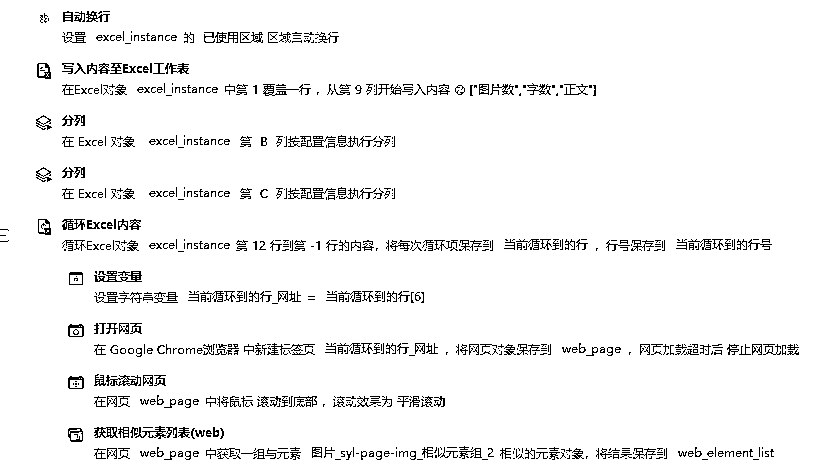 自动换行
设置 excel_instance 的 已使用区域 区域自动换行
写入内容至Excel工作表
在Excel对象 excel_instance 中第 1 覆盖一行，从第 9 列开始写入内容 ["图片数","字数","正文"]
分列
在 Excel 对象 excel_instance 第 B 列按配置信息执行分列
分列
在 Excel 对象 excel_instance 第 C 列按配置信息执行分列
循环Excel内容
循环Excel对象 excel_instance 第 12 行到第 -1 行的内容，将每次循环项保存到 当前循环到的行 ，行号保存到 当前循环到的行号
设置变量
设置字符串变量 当前循环到的行_网址 = 当前循环到的行[6]
打开网页
在 Google Chrome浏览器 中新建标签页 当前循环到的行_网址 ，将网页对象保存到 web_page ，网页加载超时后 停止网页加载
鼠标滚动网页
在网页 web_page 中将鼠标 滚动到底部 ，滚动效果为 平滑滚动
获取相似元素列表(web)
在网页 web_page 中获取一组与元素 图片_syl-page-img_相似元素组_2 相似的元素对象，将结果保存到 web_element_list